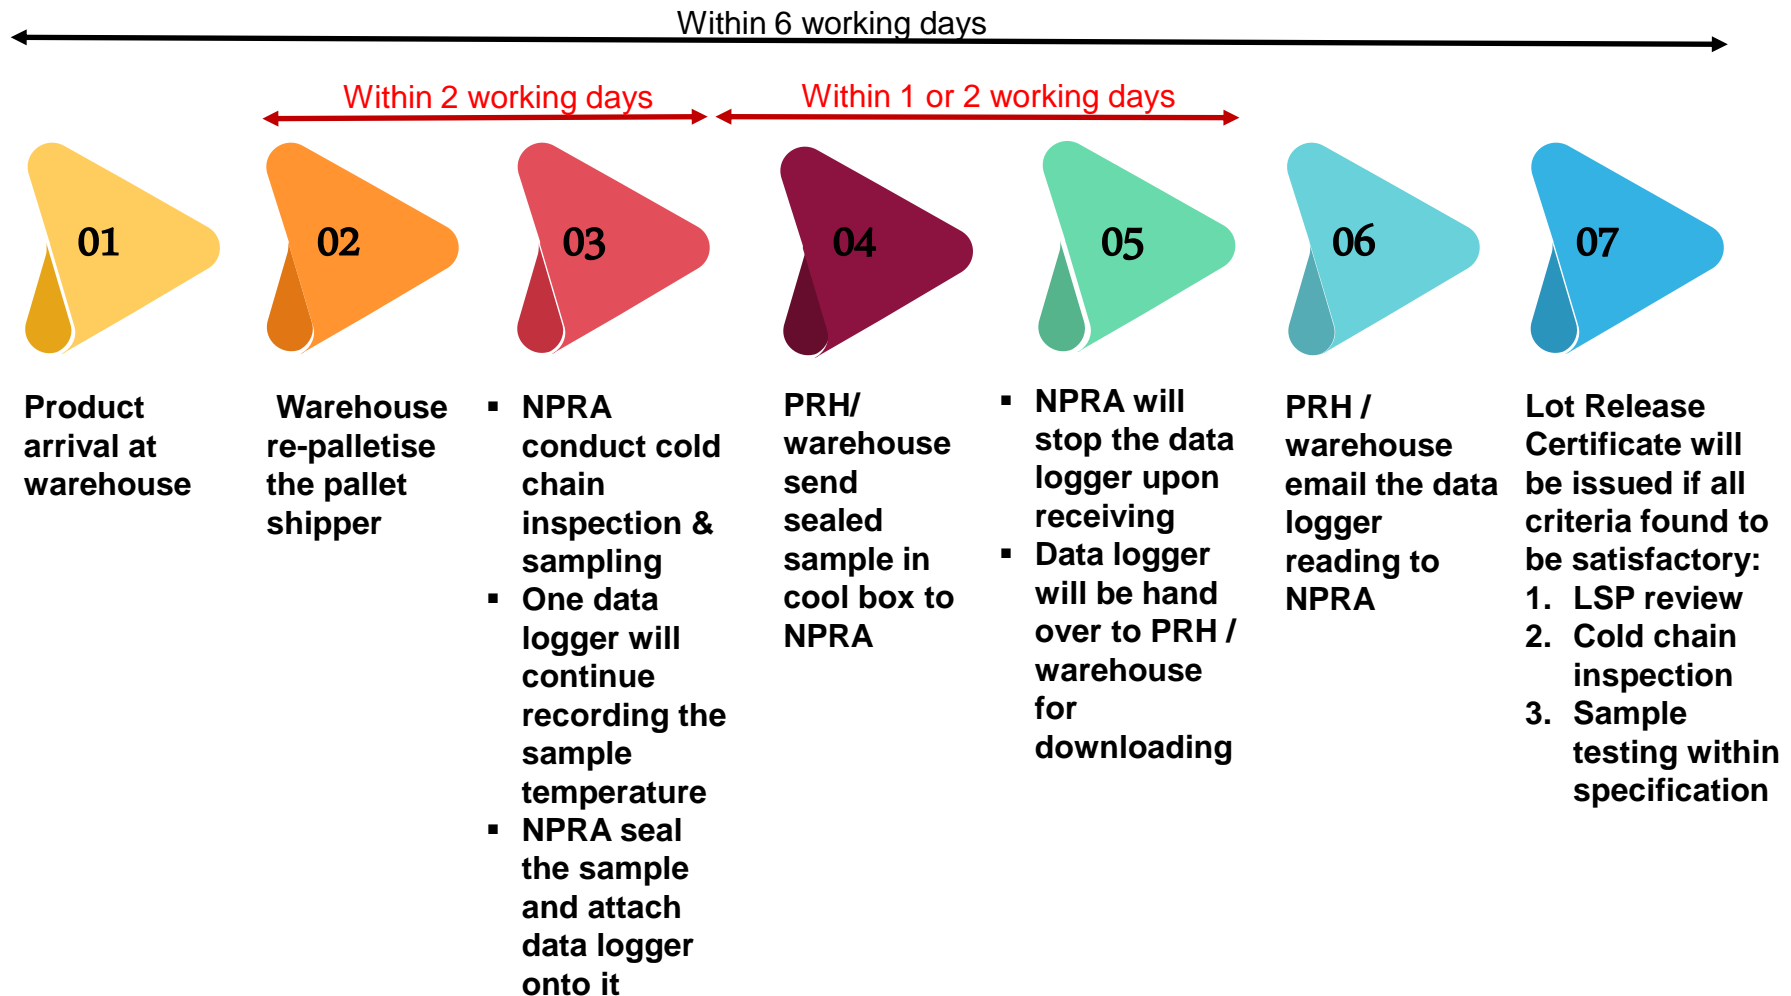 Within 6 working days
Within 2 working days
Within 1 or 2 working days
01
02
03
04
05
06
07
Product
arrival at
warehouse
Warehouse
re-palletise
the pallet
shipper
▪ NPRA
conduct cold
chain
inspection &
sampling
▪ One data
logger will
continue
recording the
sample
temperature
▪ NPRA seal
the sample
and attach
data logger
onto it
PRH/
warehouse
send
sealed
sample in
cool box to
NPRA
▪ NPRA will
stop the data
logger upon
receiving
▪ Data logger
will be hand
over to PRH /
warehouse
for
downloading
PRH /
warehouse
email the data
logger
reading to
NPRA
Lot Release
Certificate will
be issued if all
criteria found to
be satisfactory:
1. LSP review
2. Cold chain
inspection
3. Sample
testing within
specification